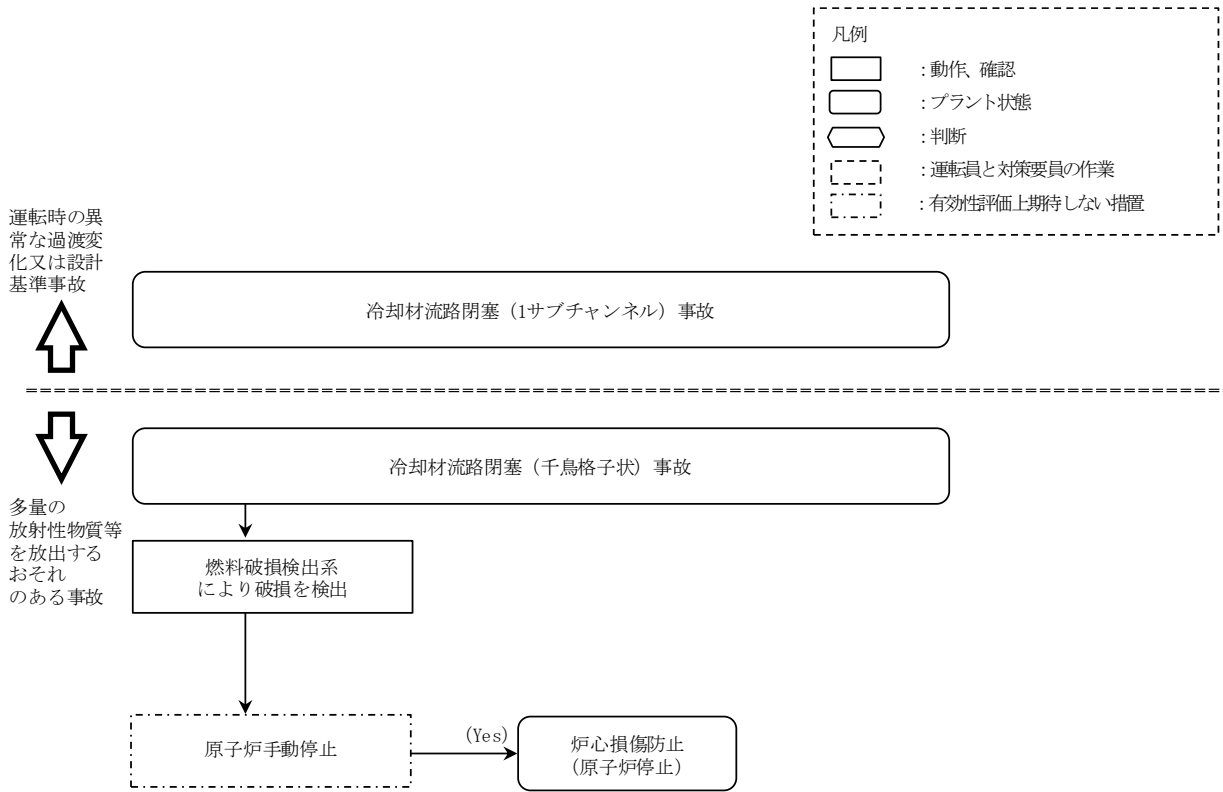 凡例
：動作、確認
：プラント状態
：判断
：運転員と対策要員の作業
：有効性評価上期待しない措置
運転時の異
常な過渡変
化又は設計
基準事故
冷却材流路閉塞（1サブチャンネル）事故
冷却材流路閉塞（千鳥格子状）事故
多量の
放射性物質等
を放出する
おそれ
のある事故
燃料破損検出系
により破損を検出
原子炉手動停止
(Yes)
炉心損傷防止
（原子炉停止）